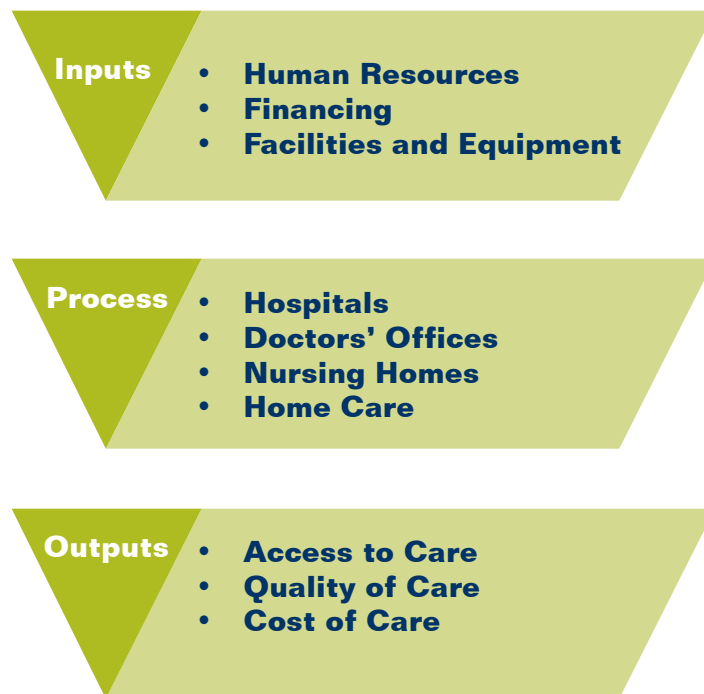 Inputs
• Human Resources
• Financing
• Facilities and Equipment
Process
• Hospitals
• Doctors’ Offices
• Nursing Homes
• Home Care
Outputs
• Access to Care
• Quality of Care
• Cost of Care